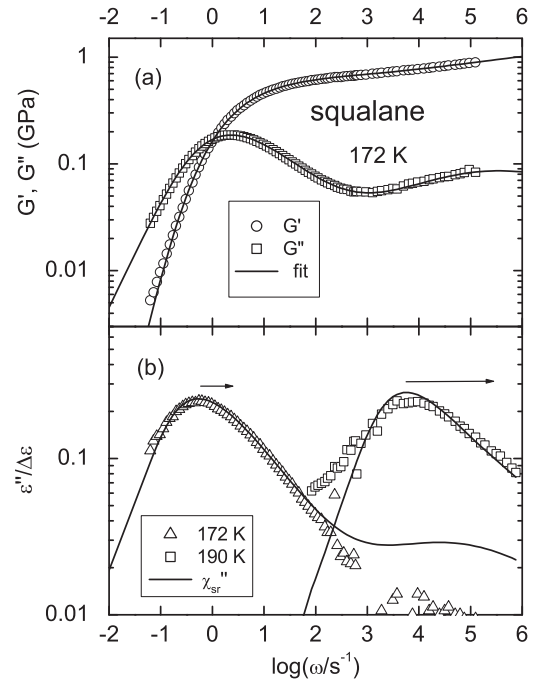 -2 -1 0 1 2 3 4 5 6
1
(a)
squalane
G', G" (GPa)
0.1
172 K
G'
G"
0.01
fit
(b)
ε"/Δε
0.1
172 K
190 K
χsr"
0.01
-2 -1 0 1 2 3 4 5 6
log(ω/s-1)